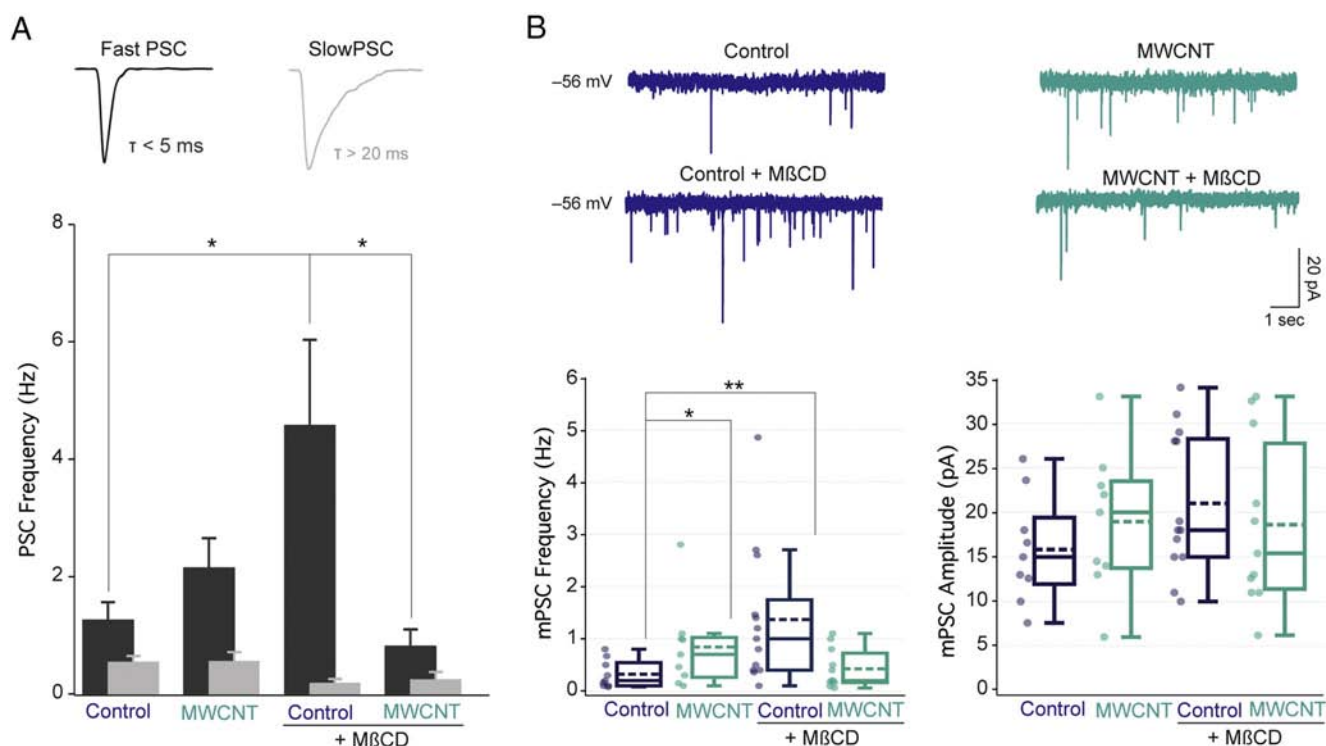 A
Fast PSC
SlowPSC
τ < 5 ms
τ > 20 ms
PSC Frequency (Hz)
8
6
4
2
0
*
*
Control
MWCNT
Control
MWCNT
+ MßCD
B
Control
−56 mV
Control + MßCD
−56 mV
MWCNT
MWCNT + MßCD
20 pA
1 sec
mPSC Frequency (Hz)
6
5
4
3
2
1
0
**
*
Control
MWCNT
Control
MWCNT
+ MßCD
mPSC Amplitude (pA)
35
30
25
20
15
10
5
0
Control
MWCNT
Control
MWCNT
+ MßCD